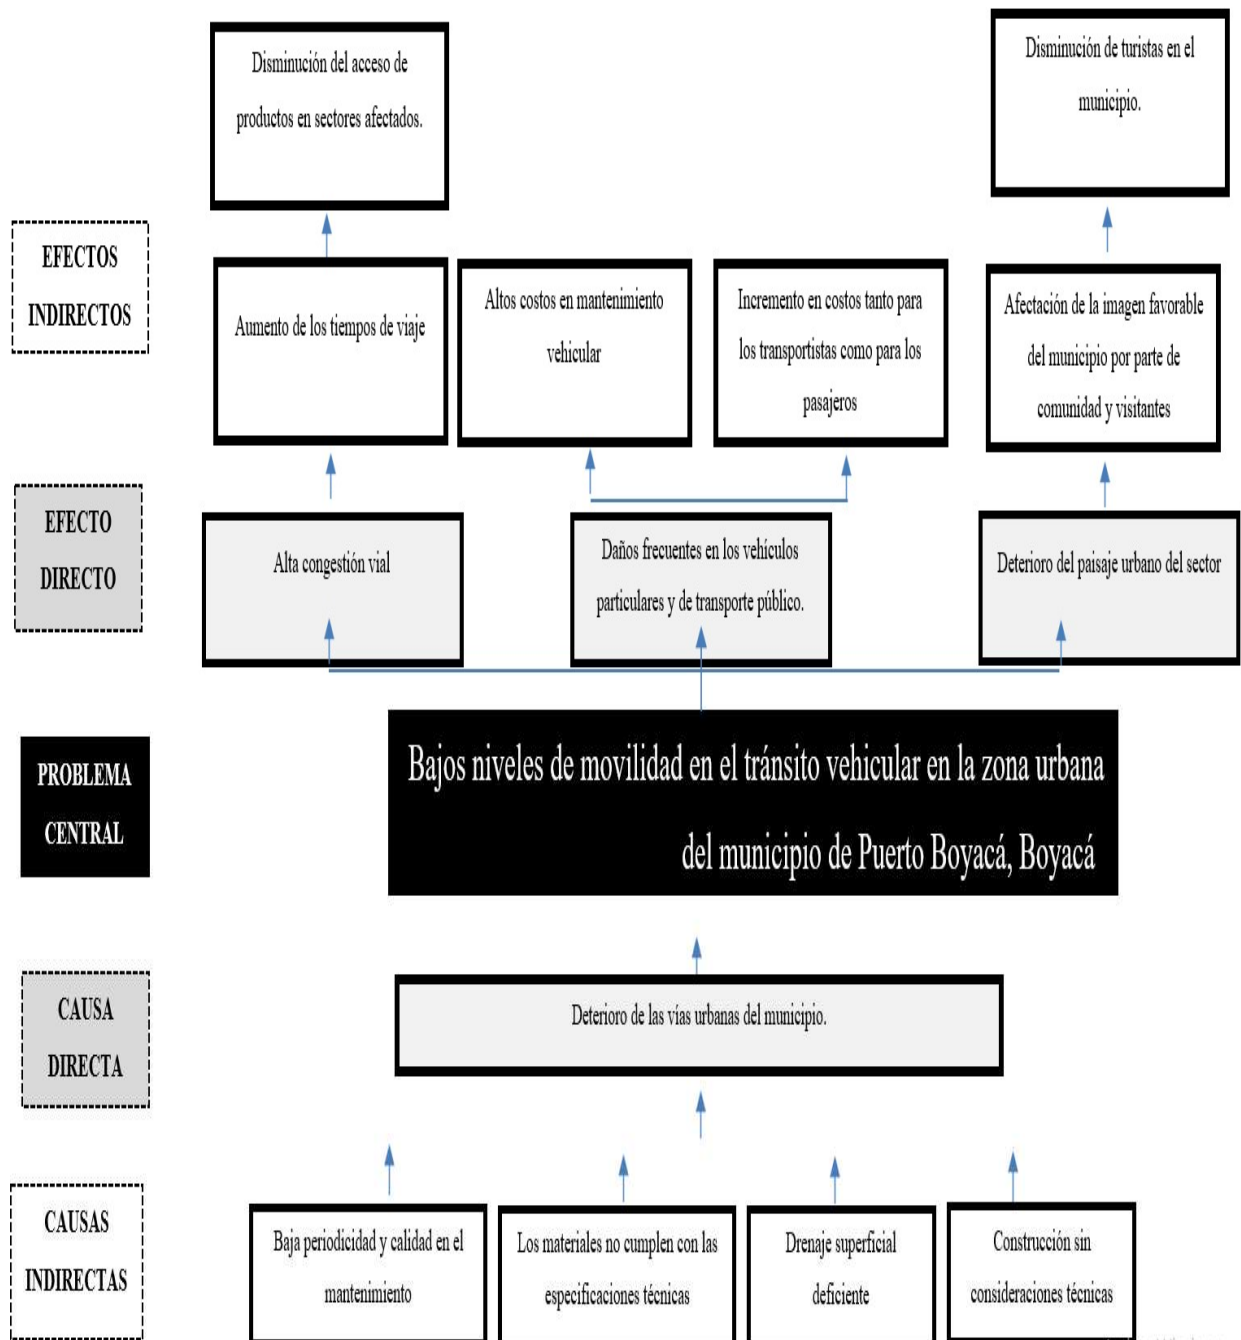 Disminución del acceso de
productos en sectores afectados.
Disminución de turistas en el
municipio.
EFECTOS
INDIRECTOS
Aumento de los tiempos de viaje
Altos costos en mantenimiento
vehicular
Incremento en costos tanto para
los transportistas como para los
pasajeros
Afectación de la imagen favorable
del municipio por parte de
comunidad y visitantes
EFECTO
DIRECTO
Alta congestión vial
Daños frecuentes en los vehículos
particulares y de transporte público.
Deterioro del paisaje urbano del sector
PROBLEMA
CENTRAL
Bajos niveles de movilidad en el tránsito vehicular en la zona urbana
del municipio de Puerto Boyacá, Boyacá
CAUSA
DIRECTA
Deterioro de las vías urbanas del municipio.
CAUSAS
INDIRECTAS
Baja periodicidad y calidad en el
mantenimiento
Los materiales no cumplen con las
especificaciones técnicas
Drenaje superficial
deficiente
Construcción sin
consideraciones técnicas